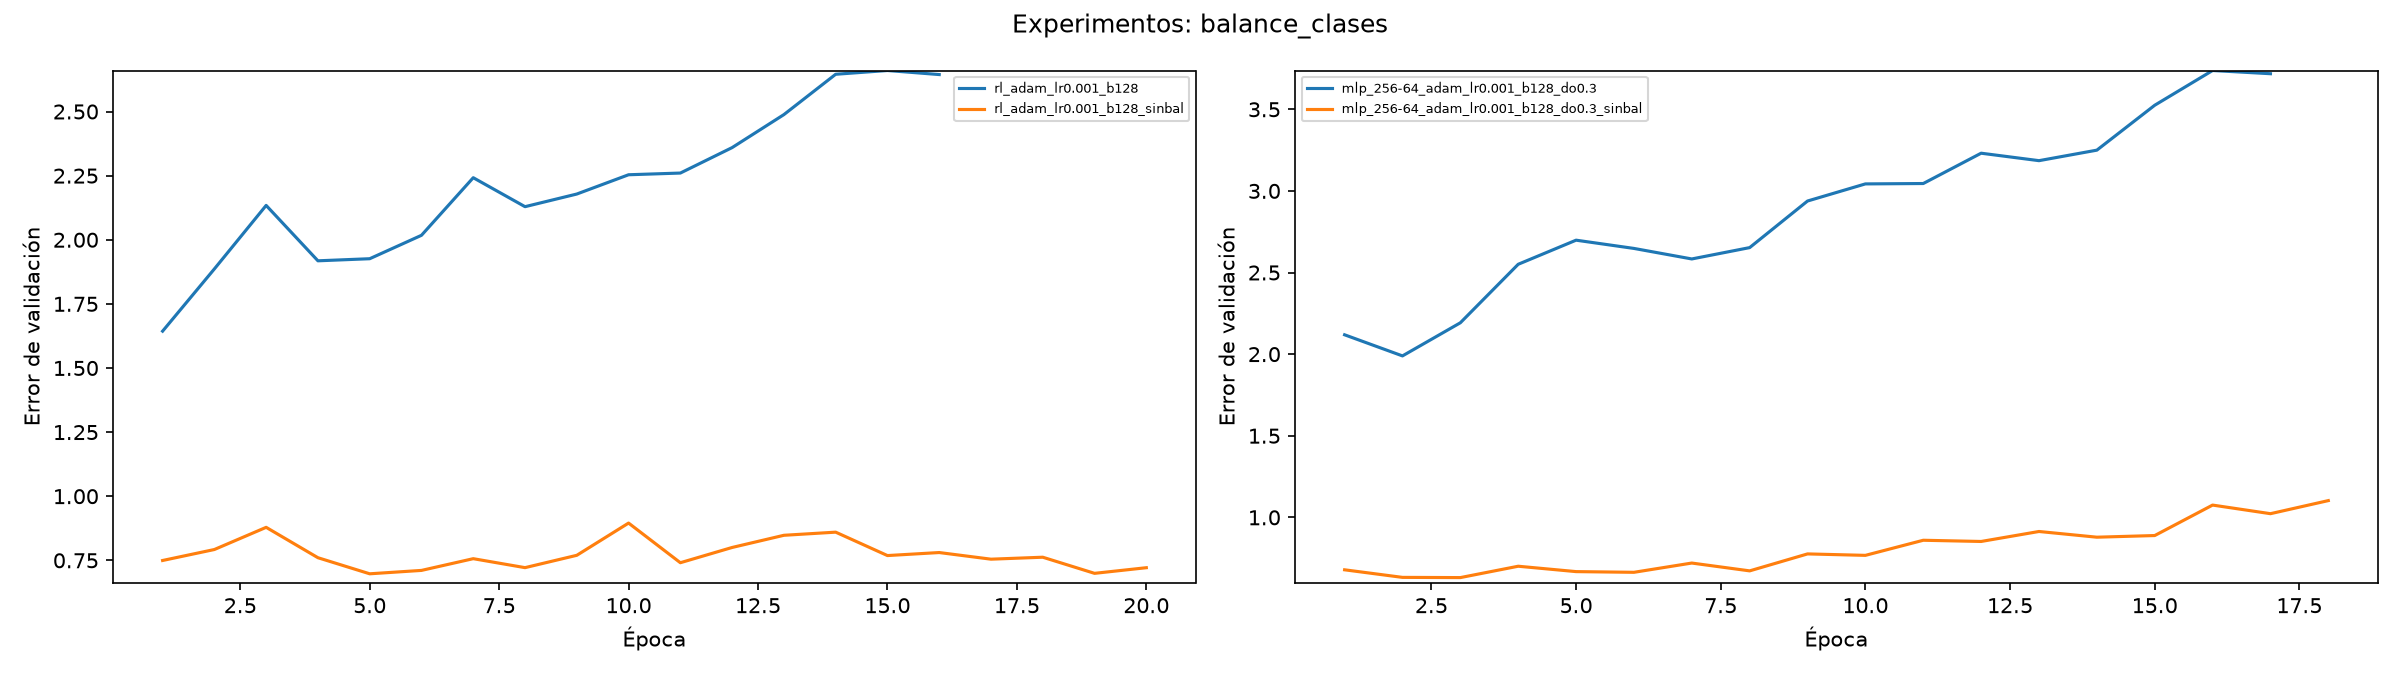 Experimentos: balance_clases
Error de validación
2.50
2.25
2.00
1.75
1.50
1.25
1.00
0.75
rl_adam_lr0.001_b128
rl_adam_lr0.001_b128_sinbal
2.5 5.0 7.5 10.0 12.5 15.0 17.5 20.0
Época
Error de validación
3.5
3.0
2.5
2.0
1.5
1.0
mlp_256-64_adam_lr0.001_b128_do0.3
mlp_256-64_adam_lr0.001_b128_do0.3_sinbal
2.5 5.0 7.5 10.0 12.5 15.0 17.5
Época